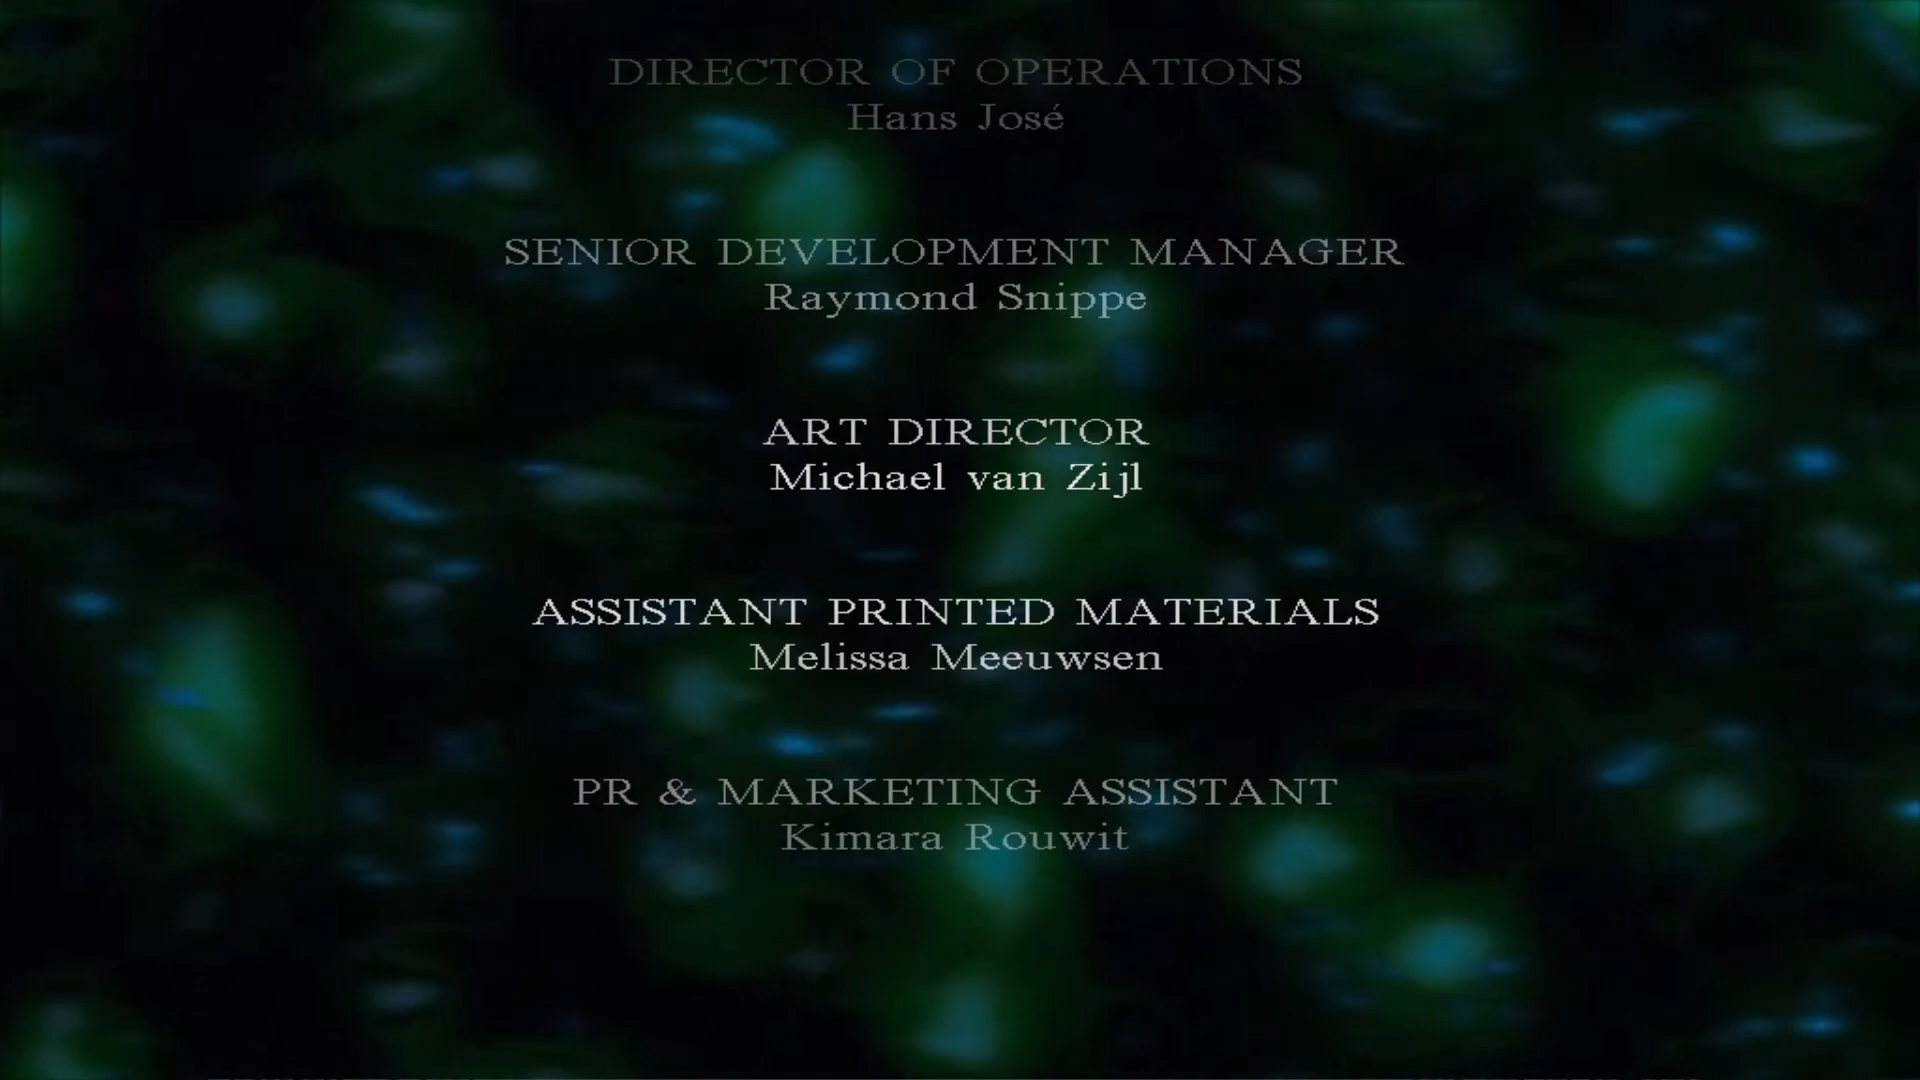 DIRECTOR OF OPERATIONS
Hans José
SENIOR DEVELOPMENT MANAGER
Raymond Snippe
ART DIRECTOR
Michael van Zijl
ASSISTANT PRINTED MATERIALS
Melissa Meeuwsen
PR & MARKETING ASSISTANT
Kimara Rouwit